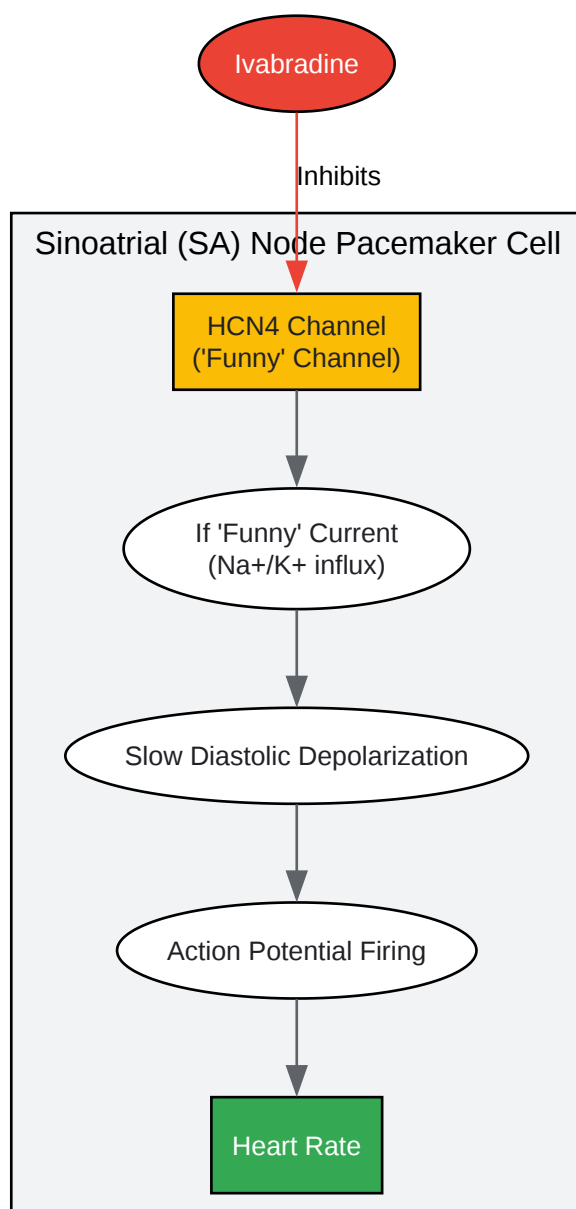 Ivabradine
Inhibits
Sinoatrial (SA) Node Pacemaker Cell
HCN4 Channel
('Funny' Channel)
If 'Funny' Current
(Na+/K+ influx)
Slow Diastolic Depolarization
Action Potential Firing
Heart Rate